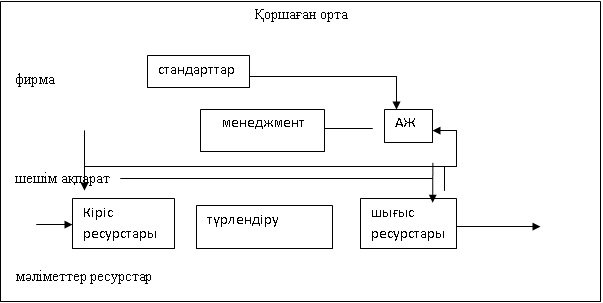 Қоршаған орта
стандарттар
фирма
менеджмент
АЖ
шешім ақпарат
Кіріс
ресурстары
түрлендіру
шығыс
ресурстары
мәліметтер ресурстар